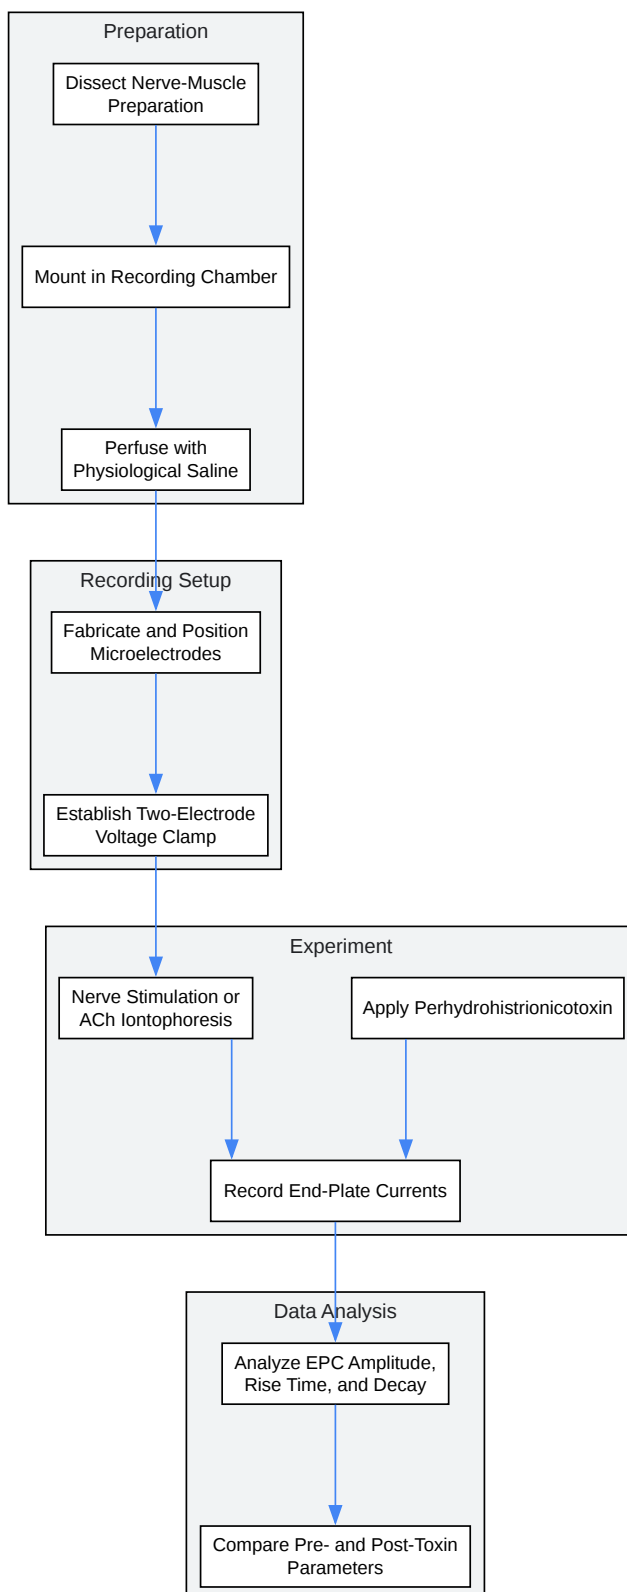 Preparation
Dissect Nerve-Muscle
Preparation
Mount in Recording Chamber
Perfuse with
Physiological Saline
Recording Setup
Fabricate and Position
Microelectrodes
Establish Two-Electrode
Voltage Clamp
Experiment
Nerve Stimulation or
ACh Iontophoresis
Apply Perhydrohistrionicotoxin
Record End-Plate Currents
Data Analysis
Analyze EPC Amplitude,
Rise Time, and Decay
Compare Pre- and Post-Toxin
Parameters